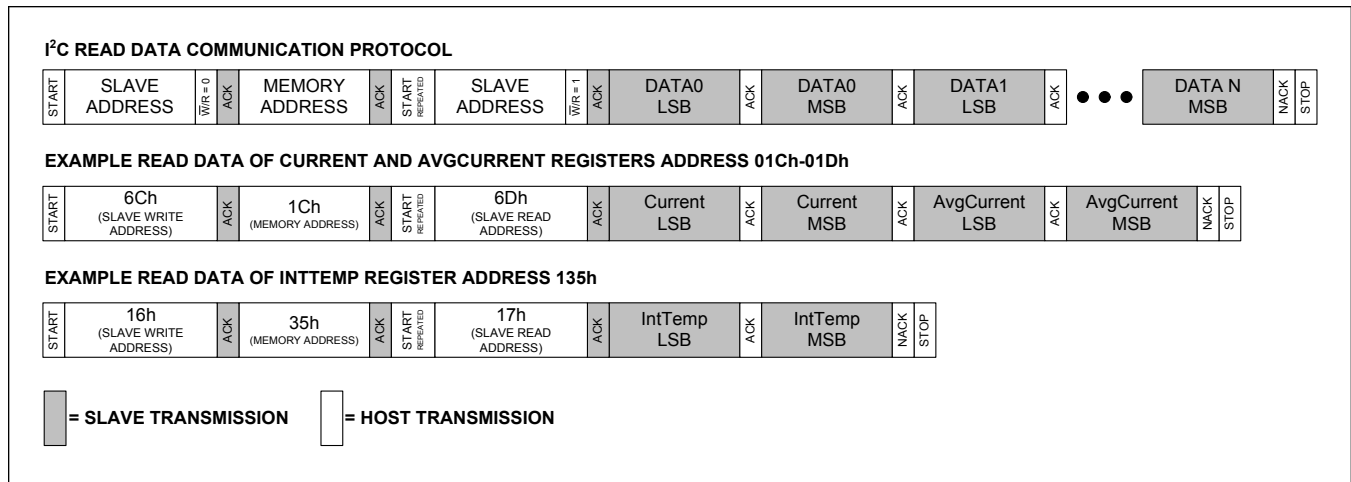 I²C READ DATA COMMUNICATION PROTOCOL
START
SLAVE
ADDRESS
W̅/R = 0
ACK
MEMORY
ADDRESS
ACK
START
REPEATED
SLAVE
ADDRESS
W̅/R = 1
ACK
DATA0
LSB
ACK
DATA0
MSB
ACK
DATA1
LSB
ACK
DATA N
MSB
NACK
STOP
EXAMPLE READ DATA OF CURRENT AND AVGCURRENT REGISTERS ADDRESS 01Ch-01Dh
START
6Ch
(SLAVE WRITE
ADDRESS)
ACK
1Ch
(MEMORY ADDRESS)
ACK
START
REPEATED
6Dh
(SLAVE READ
ADDRESS)
ACK
Current
LSB
ACK
Current
MSB
ACK
AvgCurrent
LSB
ACK
AvgCurrent
MSB
NACK
STOP
EXAMPLE READ DATA OF INTTEMP REGISTER ADDRESS 135h
START
16h
(SLAVE WRITE
ADDRESS)
ACK
35h
(MEMORY ADDRESS)
ACK
START
REPEATED
17h
(SLAVE READ
ADDRESS)
ACK
IntTemp
LSB
ACK
IntTemp
MSB
NACK
STOP
= SLAVE TRANSMISSION
= HOST TRANSMISSION